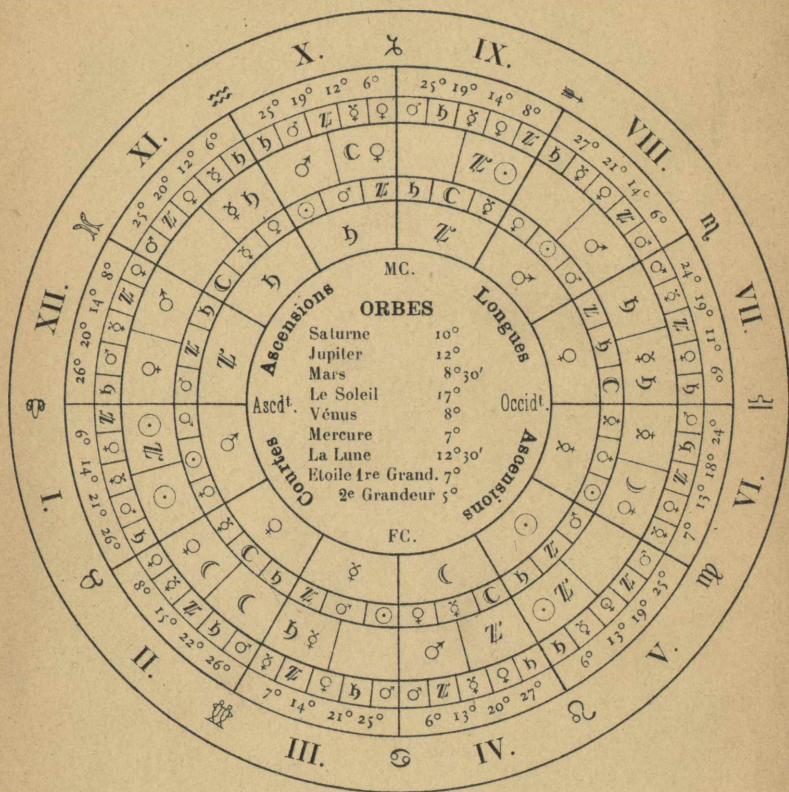 X. ♑ IX. ♐ VIII. ♏ VII. ♎ VI. ♍ V. ♌ IV. ♋ III. ♊ II. ♉ I. ♈ XII. ♓ XI. ♒
25° 19° 12° 6°
25° 19° 14° 8°
27° 21° 14° 6°
24° 19° 11° 6°
7° 13° 18° 24°
6° 13° 19° 25°
6° 13° 20° 27°
7° 14° 21° 25°
8° 15° 22° 26°
6° 14° 21° 26°
26° 20° 14° 8°
25° 20° 12° 6°
MC.
Ascensions Longues
ORBES
Saturne 10°
Jupiter 12°
Mars 8°30′
Le Soleil 17°
Vénus 8°
Mercure 7°
La Lune 12°30′
Etoile 1re Grand. 7°
2e Grandeur 5°
Ascdt. Occidt.
Courtes Ascensions
FC.